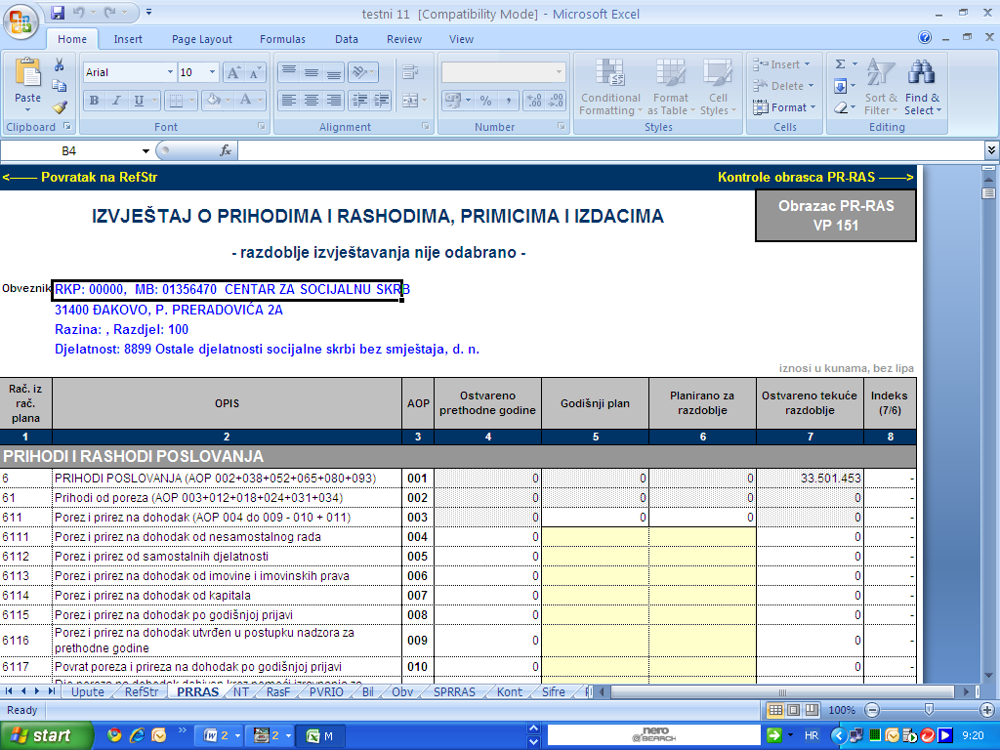 testni 11 [Compatibility Mode] - Microsoft Excel
Home Insert Page Layout Formulas Data Review View
Paste
Arial 10
B I U
Conditional Formatting
Format as Table
Cell Styles
Insert
Delete
Format
Sort & Filter
Find & Select
Clipboard Font Alignment Number Styles Cells Editing
B4 fx
<—— Povratak na RefStr Kontrole obrasca PR-RAS ——>
IZVJEŠTAJ O PRIHODIMA I RASHODIMA, PRIMICIMA I IZDACIMA
Obrazac PR-RAS
VP 151
- razdoblje izvještavanja nije odabrano -
Obveznik RKP: 00000, MB: 01356470 CENTAR ZA SOCIJALNU SKRB
31400 ĐAKOVO, P. PRERADOVIĆA 2A
Razina: , Razdjel: 100
Djelatnost: 8899 Ostale djelatnosti socijalne skrbi bez smještaja, d. n.
iznosi u kunama, bez lipa
Rač. iz rač. plana OPIS AOP Ostvareno prethodne godine Godišnji plan Planirano za razdoblje Ostvareno tekuće razdoblje Indeks (7/6)
1 2 3 4 5 6 7 8
PRIHODI I RASHODI POSLOVANJA
6 PRIHODI POSLOVANJA (AOP 002+038+052+065+080+093) 001 0 0 0 33.501.453 -
61 Prihodi od poreza (AOP 003+012+018+024+031+034) 002 0 0 0 0 -
611 Porez i prirez na dohodak (AOP 004 do 009 - 010 + 011) 003 0 0 0 0 -
6111 Porez i prirez na dohodak od nesamostalnog rada 004 0 0 -
6112 Porez i prirez od samostalnih djelatnosti 005 0 0 -
6113 Porez i prirez na dohodak od imovine i imovinskih prava 006 0 0 -
6114 Porez i prirez na dohodak od kapitala 007 0 0 -
6115 Porez i prirez na dohodak po godišnjoj prijavi 008 0 0 -
6116 Porez i prirez na dohodak utvrđen u postupku nadzora za prethodne godine 009 0 0 -
6117 Povrat poreza i prireza na dohodak po godišnjoj prijavi 010 0 0 -
Upute RefStr PRRAS NT RasF PVRIO Bil Obv SPRRAS Kont Sifre
Ready 100%
start 2 2 M nero SEARCH HR 9:20